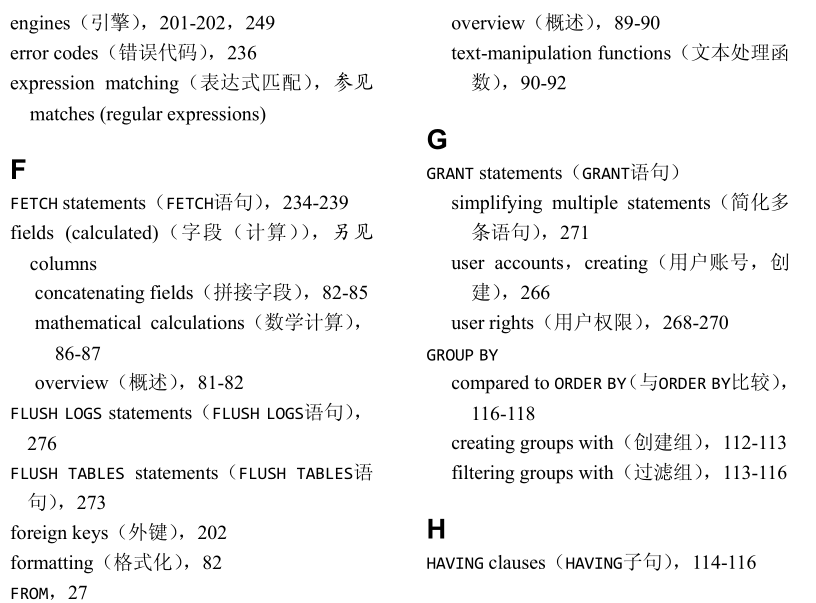 engines（引擎），201-202，249
error codes（错误代码），236
expression matching（表达式匹配），参见
matches (regular expressions)
F
FETCH statements（FETCH语句），234-239
fields (calculated)（字段（计算）），另见
columns
concatenating fields（拼接字段），82-85
mathematical calculations（数学计算），
86-87
overview（概述），81-82
FLUSH LOGS statements（FLUSH LOGS语句），
276
FLUSH TABLES statements（FLUSH TABLES语
句），273
foreign keys（外键），202
formatting（格式化），82
FROM，27
overview（概述），89-90
text-manipulation functions（文本处理函
数），90-92
G
GRANT statements（GRANT语句）
simplifying multiple statements（简化多
条语句），271
user accounts，creating（用户账号，创
建），266
user rights（用户权限），268-270
GROUP BY
compared to ORDER BY（与ORDER BY比较），
116-118
creating groups with（创建组），112-113
filtering groups with（过滤组），113-116
H
HAVING clauses（HAVING子句），114-116